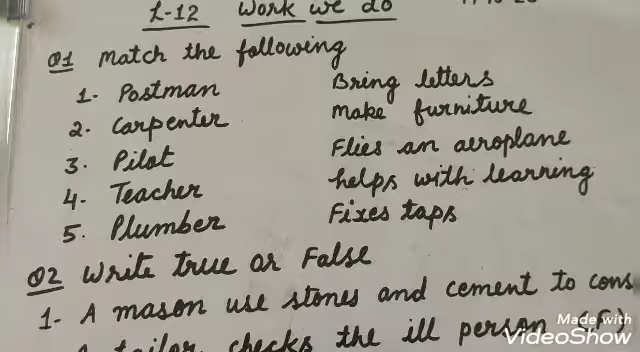 L-12 Work we do
Q1 Match the following
1- Postman Bring letters
2- Carpenter Make furniture
3- Pilot Flies an aeroplane
4- Teacher helps with learning
5. Plumber Fixes taps
Q2 Write true or False
1- A mason use stones and cement to cons
A tailor checks the ill person (F)
Made with
VideoShow